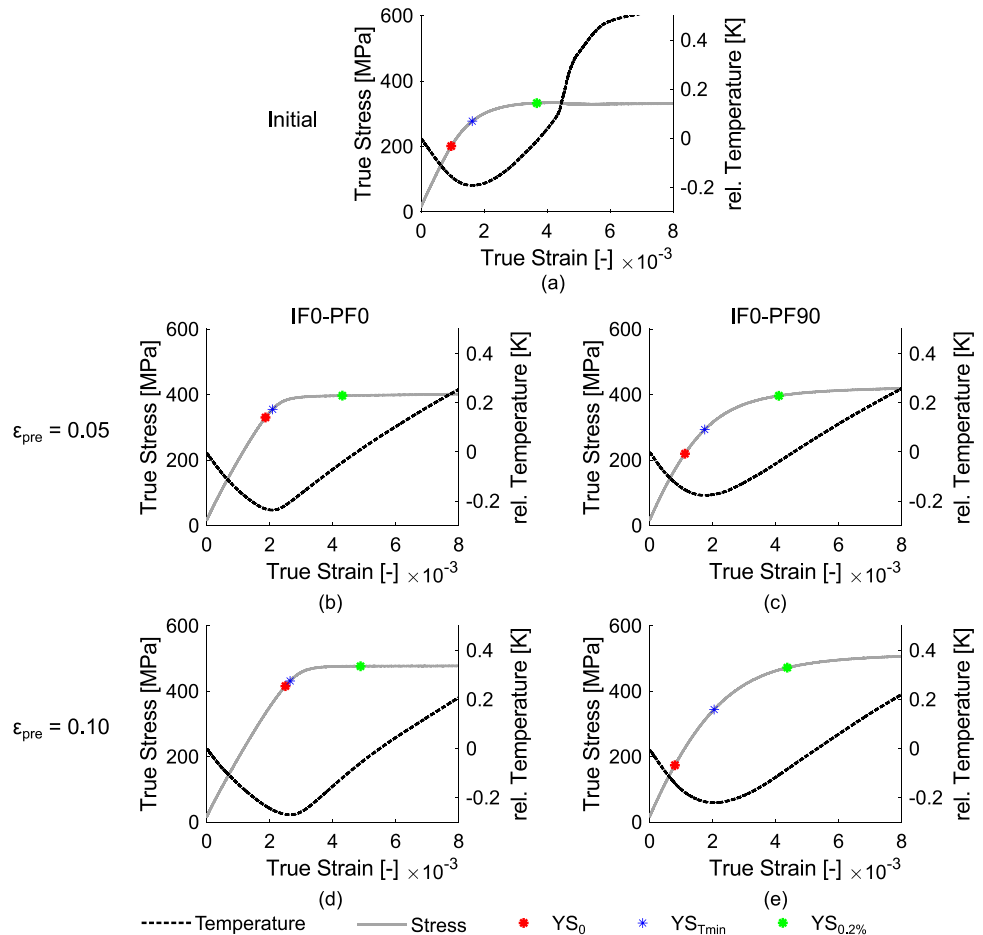 600
400
200
0
True Stress [MPa]
0.4
0.2
0
-0.2
rel. Temperature [K]
Initial
0 2 4 6 8
True Strain [-] ×10⁻³
(a)
IF0-PF0 IF0-PF90
ε_pre = 0.05
600
400
200
0
True Stress [MPa]
0.4
0.2
0
-0.2
rel. Temperature [K]
0 2 4 6 8
True Strain [-] ×10⁻³
(b)
600
400
200
0
True Stress [MPa]
0.4
0.2
0
-0.2
rel. Temperature [K]
0 2 4 6 8
True Strain [-] ×10⁻³
(c)
ε_pre = 0.10
600
400
200
0
True Stress [MPa]
0.4
0.2
0
-0.2
rel. Temperature [K]
0 2 4 6 8
True Strain [-] ×10⁻³
(d)
600
400
200
0
True Stress [MPa]
0.4
0.2
0
-0.2
rel. Temperature [K]
0 2 4 6 8
True Strain [-] ×10⁻³
(e)
Temperature Stress YS₀ YS_Tmin YS_0.2%